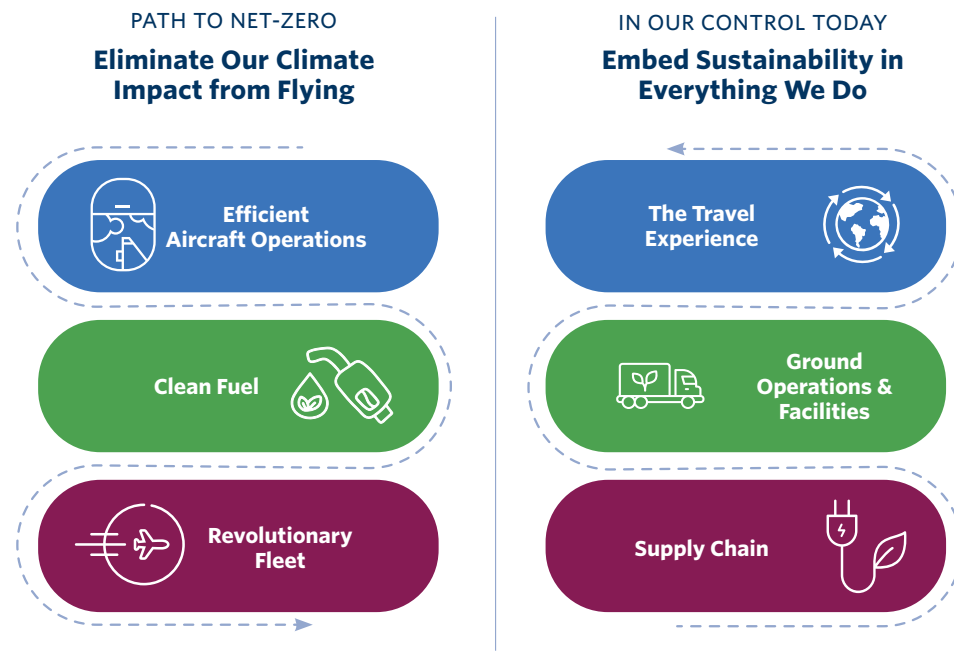 PATH TO NET-ZERO
Eliminate Our Climate
Impact from Flying
Efficient
Aircraft Operations
Clean Fuel
Revolutionary
Fleet
IN OUR CONTROL TODAY
Embed Sustainability in
Everything We Do
The Travel
Experience
Ground
Operations &
Facilities
Supply Chain